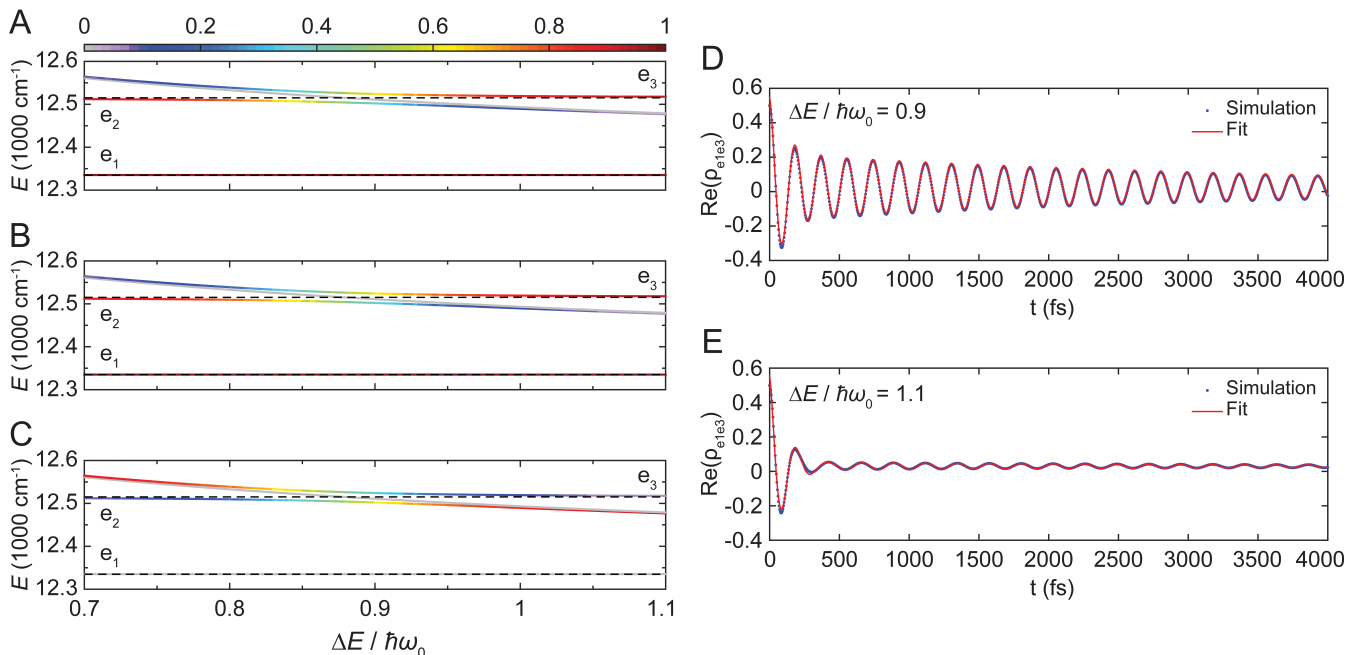 A
0 0.2 0.4 0.6 0.8 1
E (1000 cm⁻¹)
12.6
12.5
12.4
12.3
e₃
e₂
e₁
B
E (1000 cm⁻¹)
12.6
12.5
12.4
12.3
e₃
e₂
e₁
C
E (1000 cm⁻¹)
12.6
12.5
12.4
12.3
e₃
e₂
e₁
0.7 0.8 0.9 1 1.1
ΔE / ħω₀
D
Re(ρe1e3)
0.6
0.4
0.2
0
-0.2
-0.4
ΔE / ħω₀ = 0.9
Simulation
Fit
0 500 1000 1500 2000 2500 3000 3500 4000
t (fs)
E
Re(ρe1e3)
0.6
0.4
0.2
0
-0.2
-0.4
ΔE / ħω₀ = 1.1
Simulation
Fit
0 500 1000 1500 2000 2500 3000 3500 4000
t (fs)